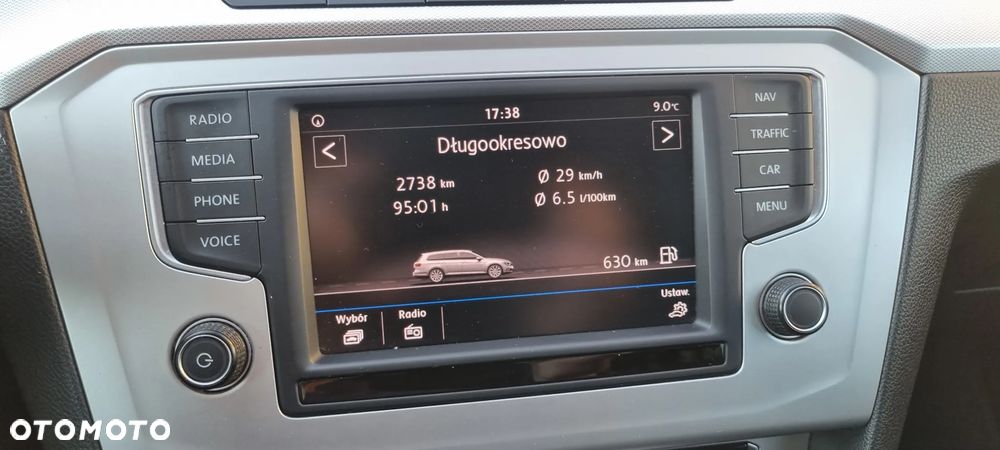 RADIO
MEDIA
PHONE
VOICE
17:38
9.0°C
Długookresowo
2738 km
Ø 29 km/h
95:01 h
Ø 6.5 l/100km
630 km
Wybór
Radio
Ustaw.
NAV
TRAFFIC
CAR
MENU
OTOMOTO